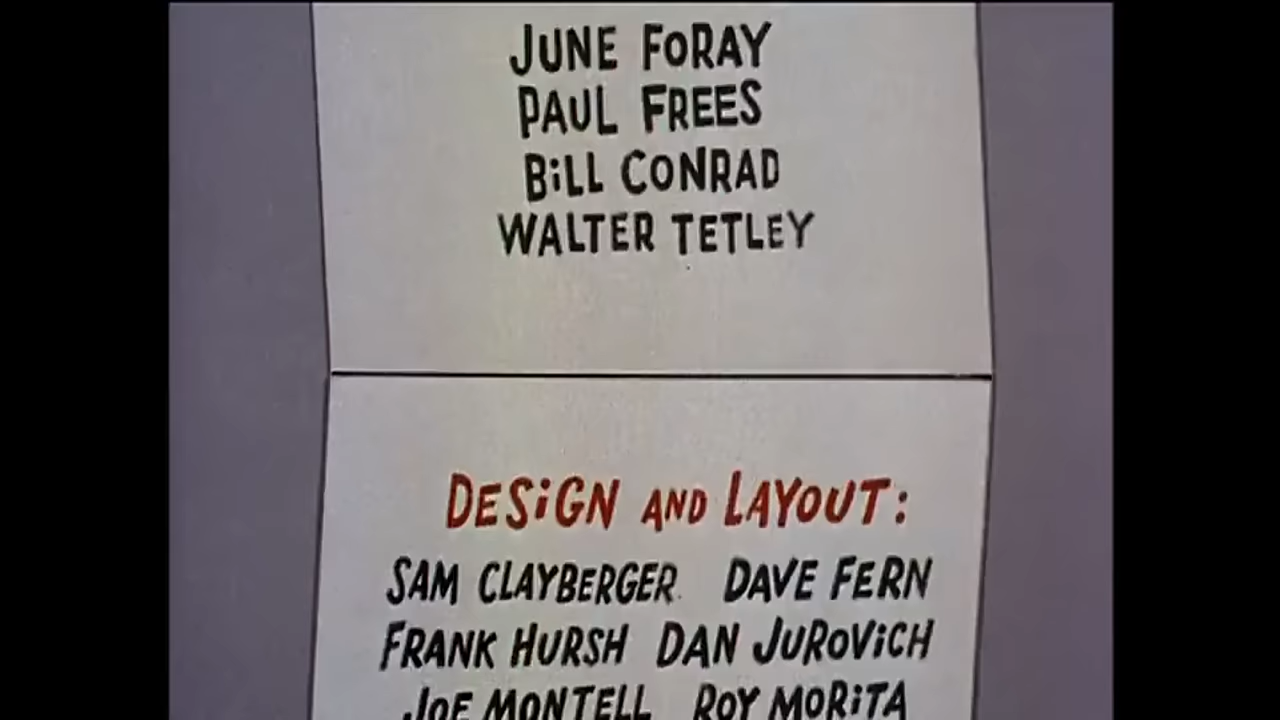 JUNE FORAY
PAUL FREES
BiLL CONRAD
WALTER TETLEY
DESiGN AND LAYOUT:
SAM CLAYBERGER DAVE FERN
FRANK HURSH DAN JUROViCH
JOE MONTELL ROY MORiTA